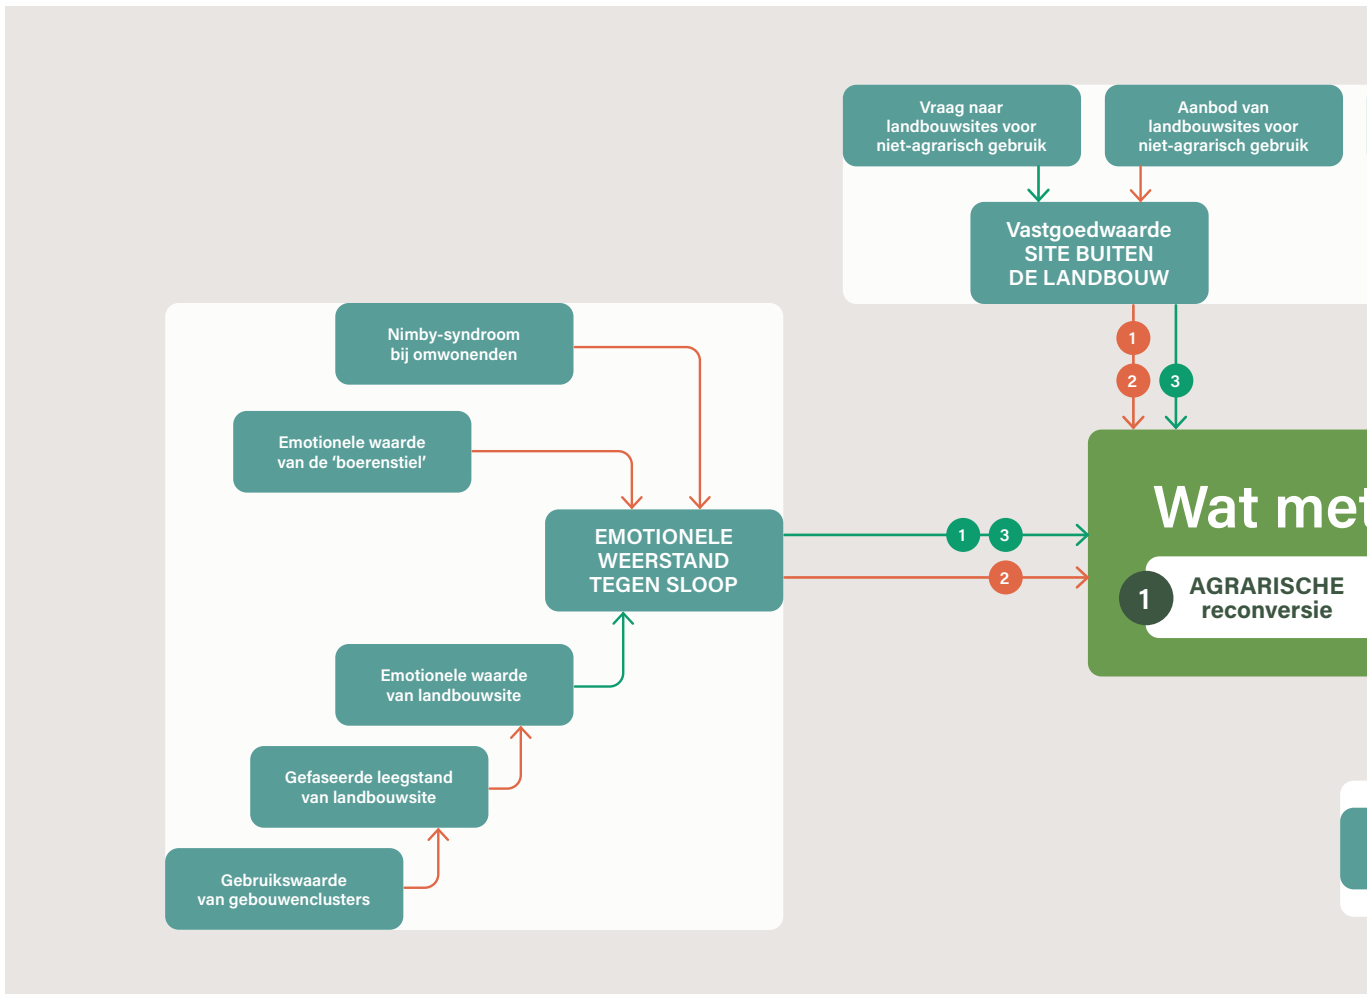 Vraag naar
landbouwsites voor
niet-agrarisch gebruik
Aanbod van
landbouwsites voor
niet-agrarisch gebruik
Vastgoedwaarde
SITE BUITEN
DE LANDBOUW
1
2
3
Nimby-syndroom
bij omwonenden
Emotionele waarde
van de ‘boerenstiel’
EMOTIONELE
WEERSTAND
TEGEN SLOOP
1
3
2
Wat met
1
AGRARISCHE
reconversie
Emotionele waarde
van landbouwsite
Gefaseerde leegstand
van landbouwsite
Gebruikswaarde
van gebouwenclusters